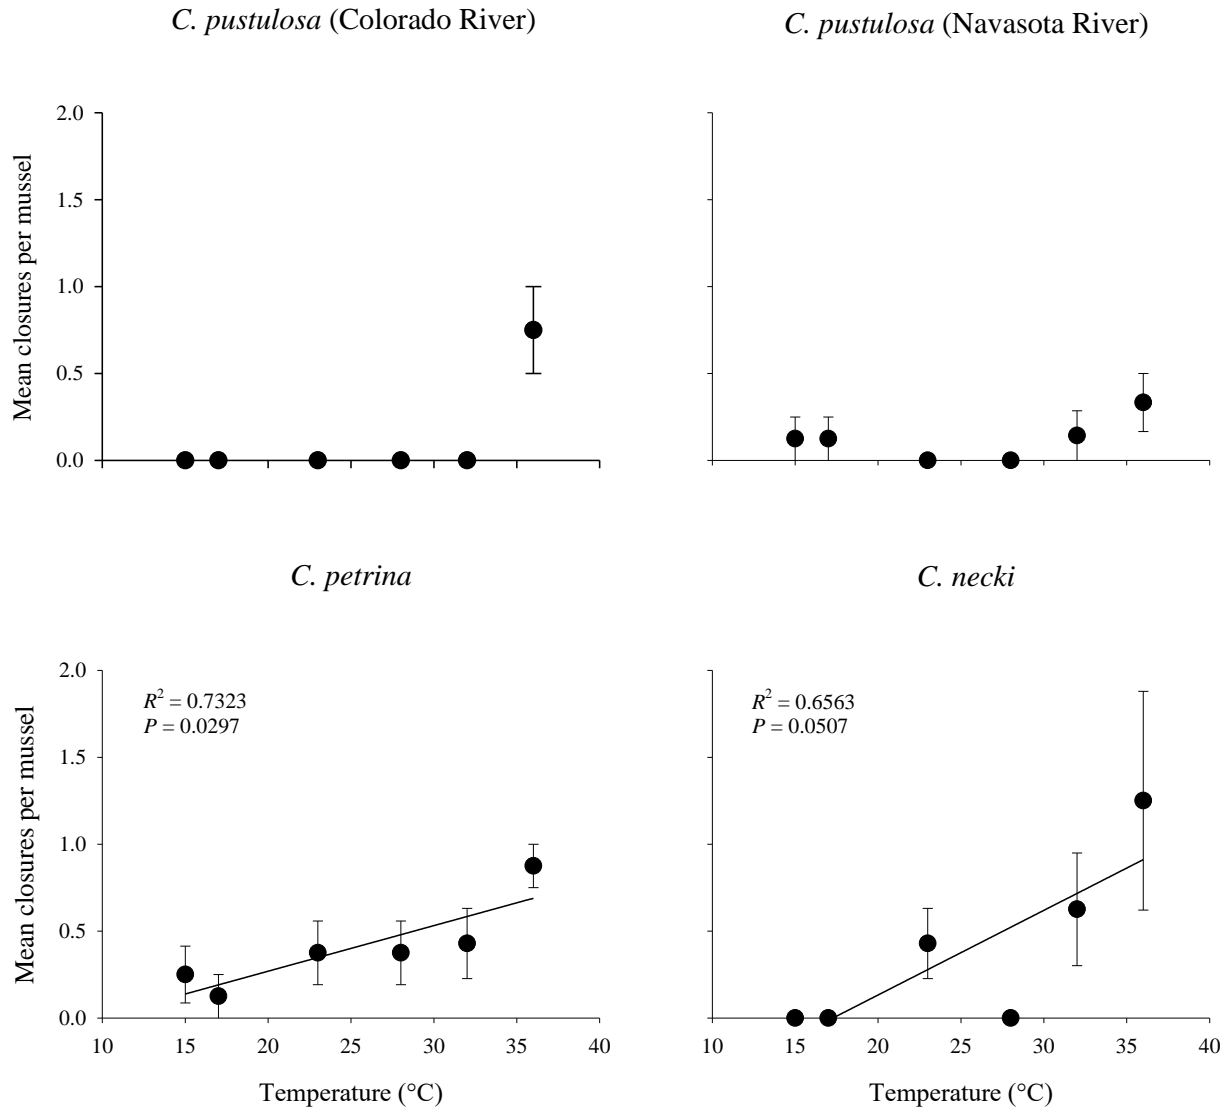 C. pustulosa (Colorado River)
C. pustulosa (Navasota River)
Mean closures per mussel
2.0
1.5
1.0
0.5
0.0
C. petrina
C. necki
Mean closures per mussel
2.0
1.5
1.0
0.5
0.0
R² = 0.7323
P = 0.0297
R² = 0.6563
P = 0.0507
10 15 20 25 30 35 40
10 15 20 25 30 35 40
Temperature (°C)
Temperature (°C)